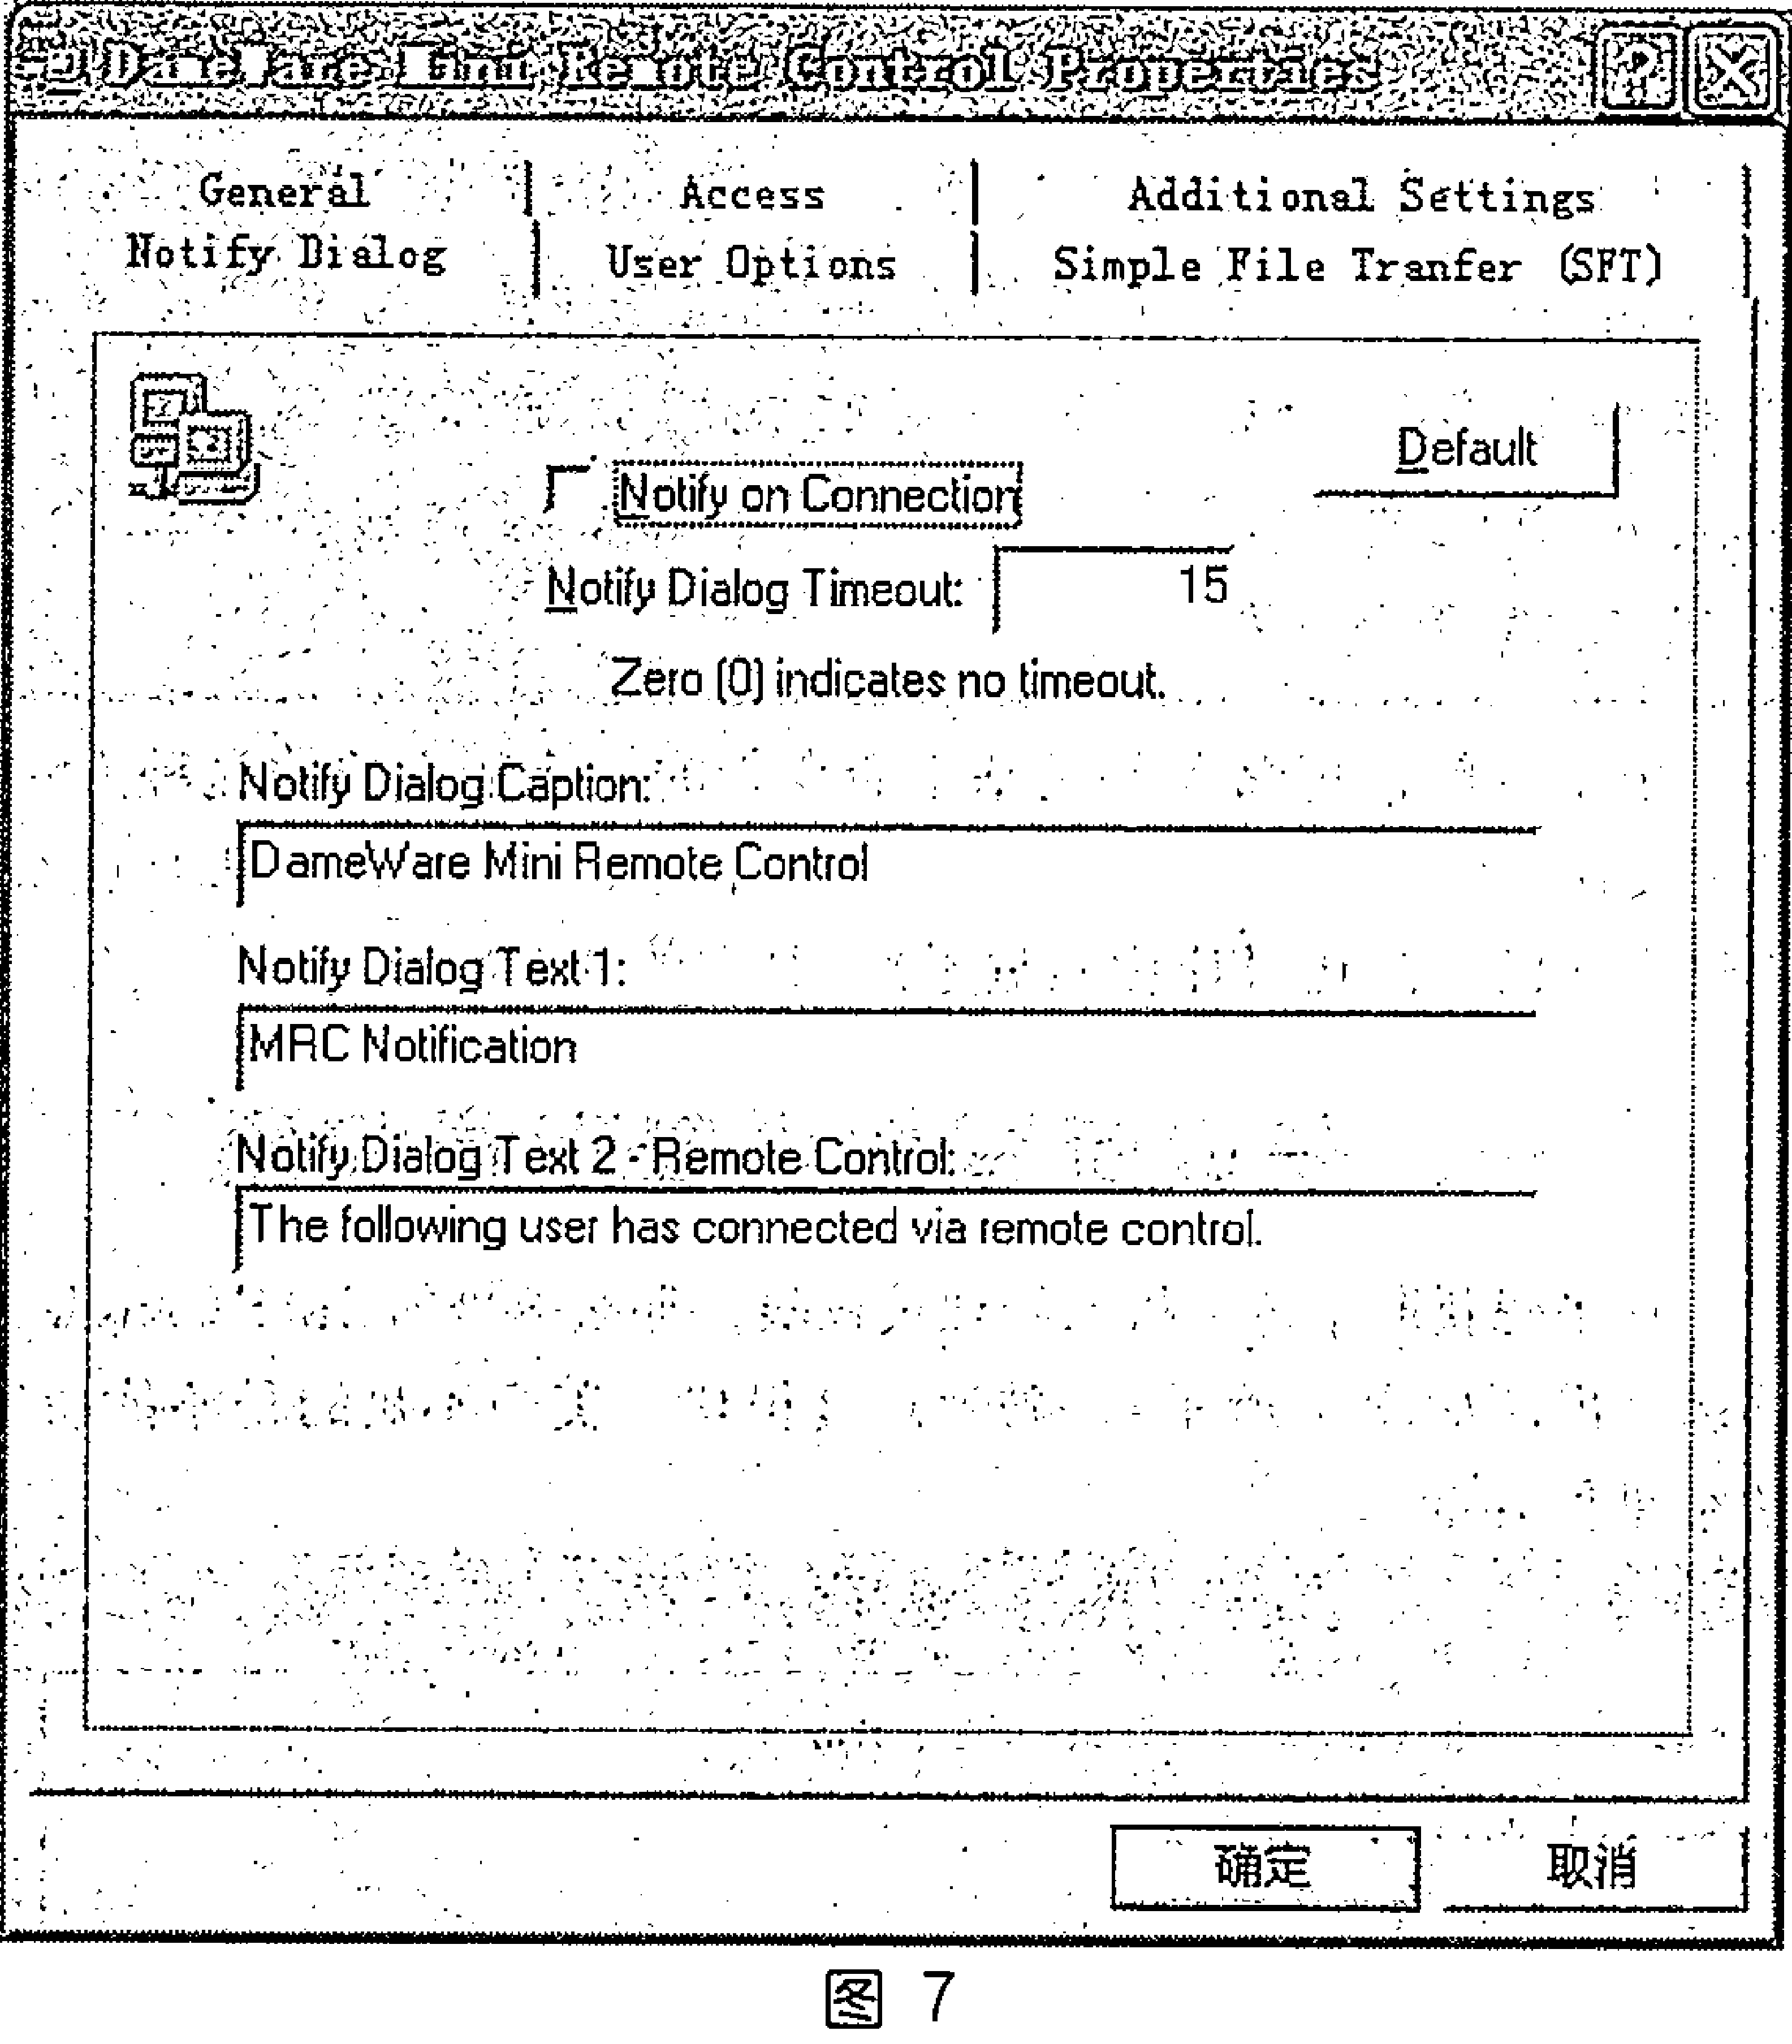 DameWare Mini Remote Control Properties
General Access Additional Settings
Notify Dialog User Options Simple File Tranfer (SFT)
Default
Notify on Connection
Notify Dialog Timeout: 15
Zero (0) indicates no timeout.
Notify Dialog Caption:
DameWare Mini Remote Control
Notify Dialog Text 1:
MRC Notification
Notify Dialog Text 2 - Remote Control:
The following user has connected via remote control.
确定 取消
图 7